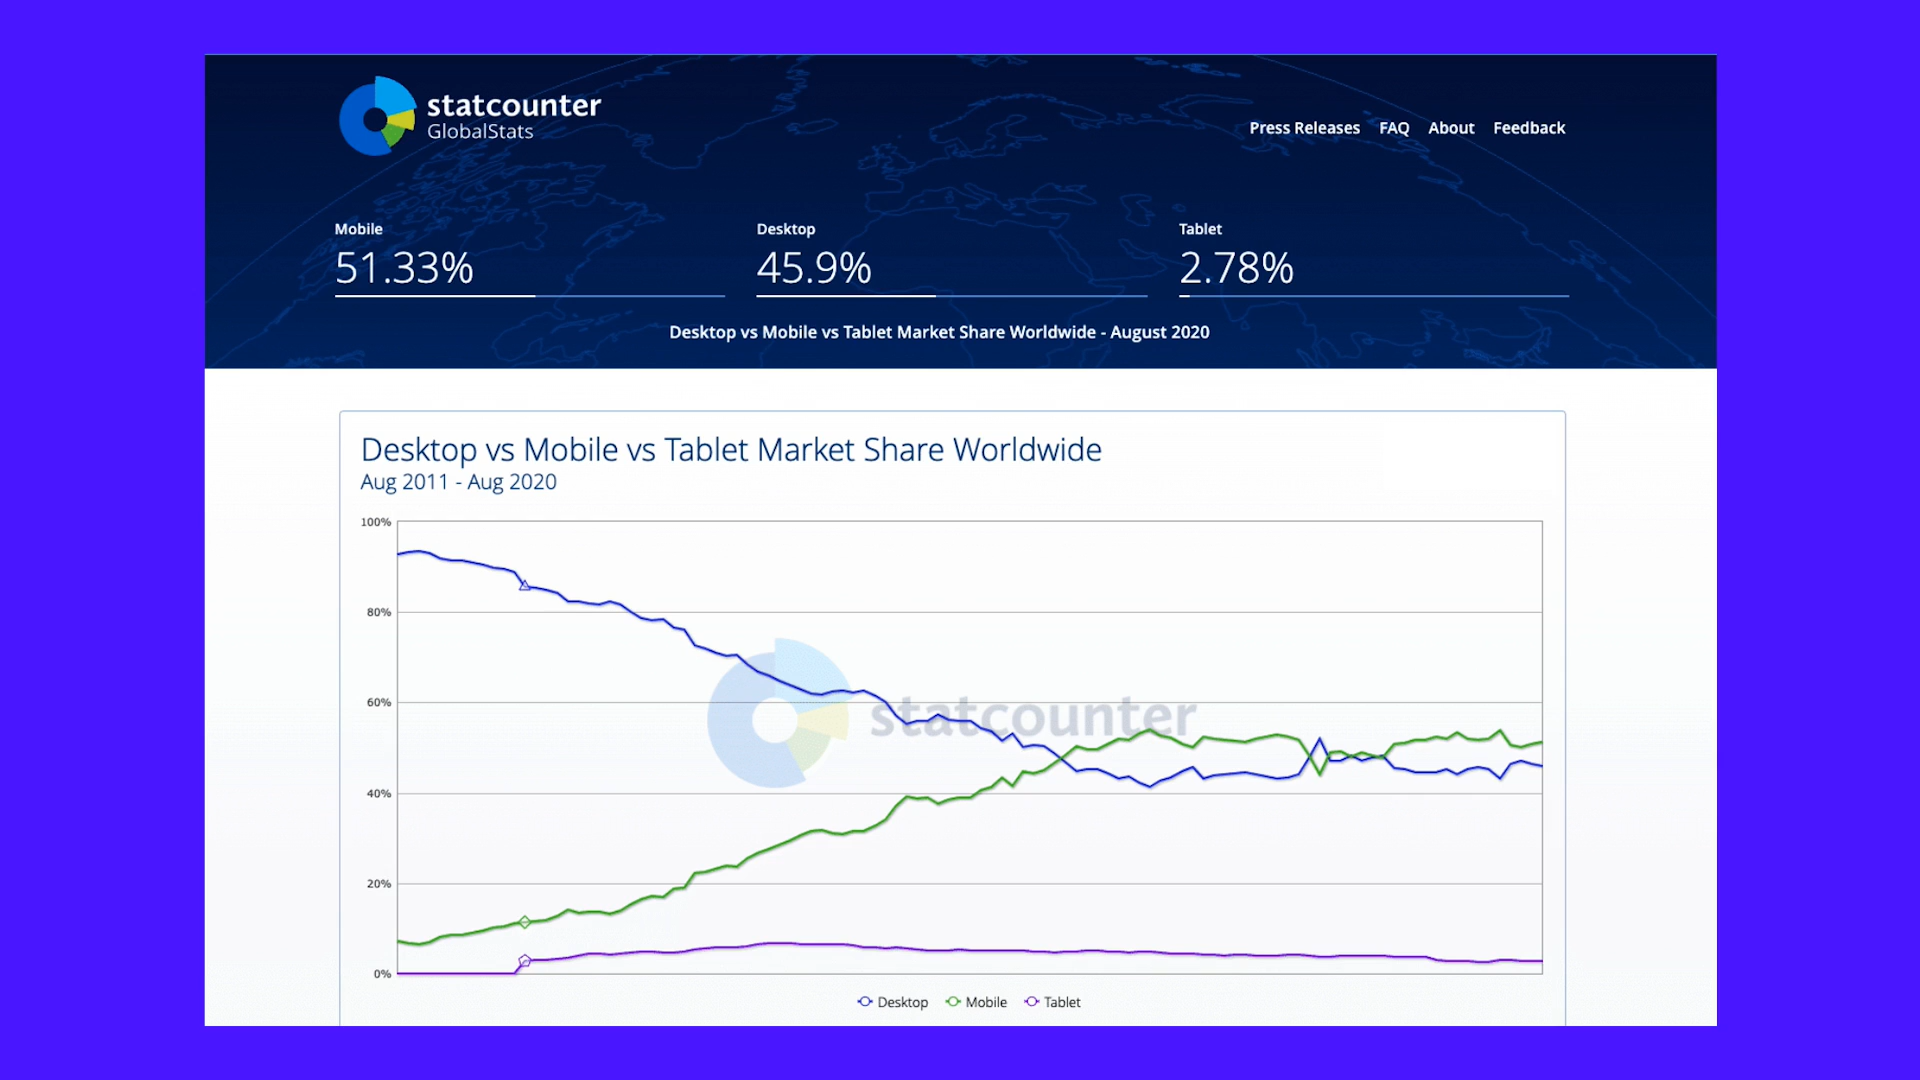 statcounter
GlobalStats
Press Releases FAQ About Feedback
Mobile Desktop Tablet
51.33% 45.9% 2.78%
Desktop vs Mobile vs Tablet Market Share Worldwide - August 2020
Desktop vs Mobile vs Tablet Market Share Worldwide
Aug 2011 - Aug 2020
100%
80%
60%
statcounter
40%
20%
0%
Desktop Mobile Tablet